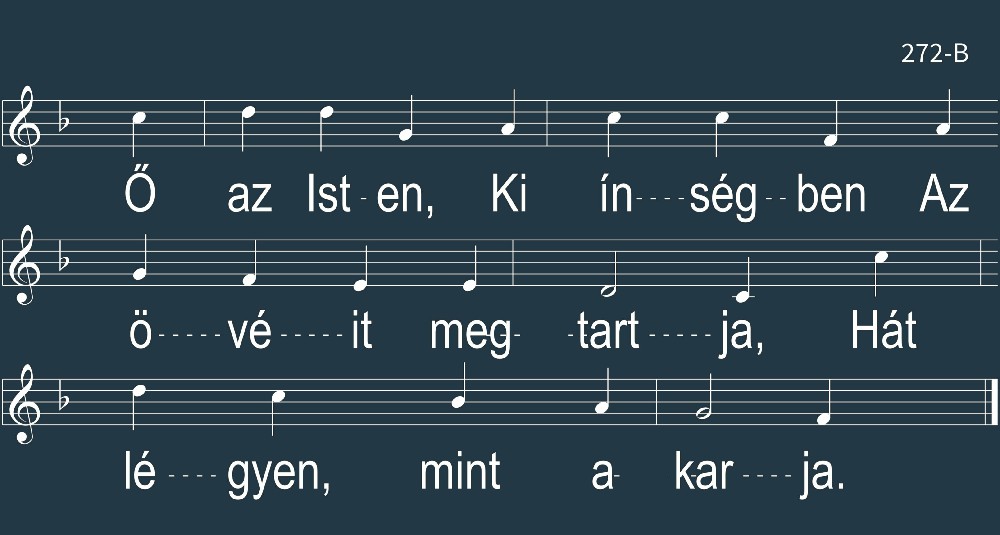 272-B
Ő az Ist - en, Ki ín----ség--ben Az
ö-----vé-----it meg- -tart-----ja, Hát
lé----gyen, mint a- kar----ja.